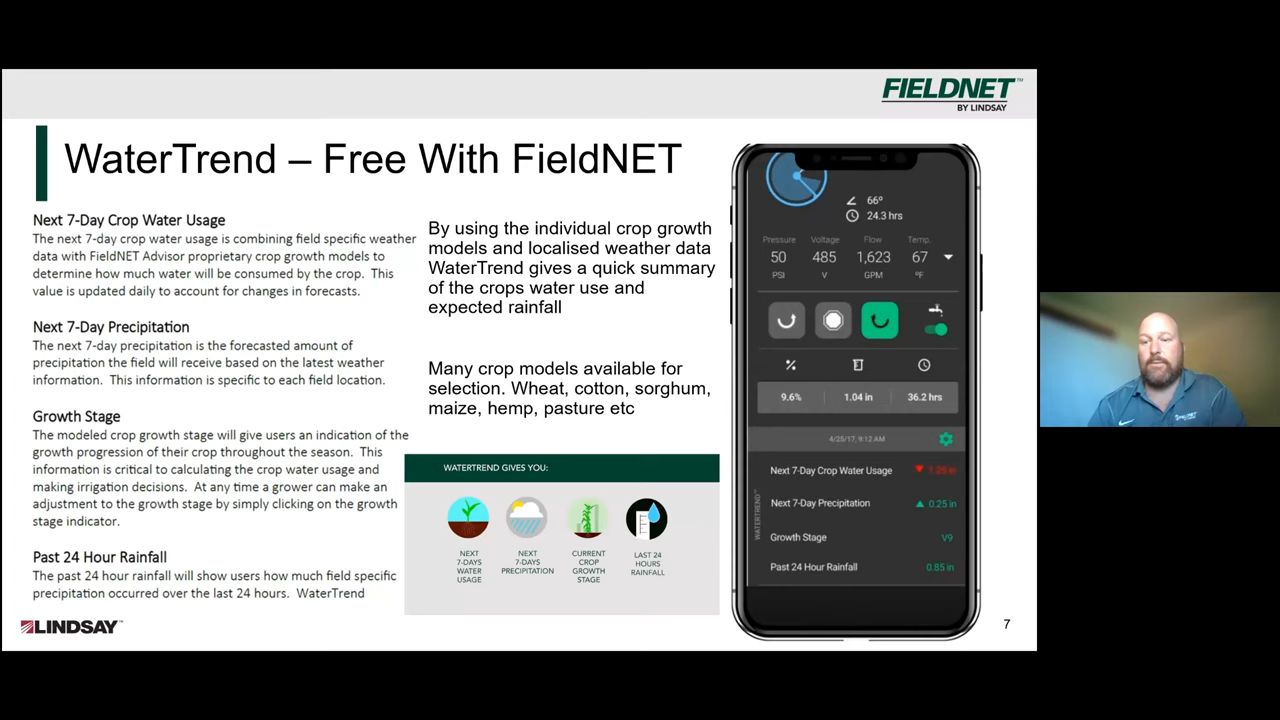 FIELDNET™
BY LINDSAY
WaterTrend – Free With FieldNET
Next 7-Day Crop Water Usage
The next 7-day crop water usage is combining field specific weather
data with FieldNET Advisor proprietary crop growth models to
determine how much water will be consumed by the crop. This
value is updated daily to account for changes in forecasts.
Next 7-Day Precipitation
The next 7-day precipitation is the forecasted amount of
precipitation the field will receive based on the latest weather
information. This information is specific to each field location.
Growth Stage
The modeled crop growth stage will give users an indication of the
growth progression of their crop throughout the season. This
information is critical to calculating the crop water usage and
making irrigation decisions. At any time a grower can make an
adjustment to the growth stage by simply clicking on the growth
stage indicator.
Past 24 Hour Rainfall
The past 24 hour rainfall will show users how much field specific
precipitation occurred over the last 24 hours. WaterTrend
By using the individual crop growth
models and localised weather data
WaterTrend gives a quick summary
of the crops water use and
expected rainfall
Many crop models available for
selection. Wheat, cotton, sorghum,
maize, hemp, pasture etc
WATERTREND GIVES YOU:
NEXT
7-DAYS
WATER
USAGE
NEXT
7-DAYS
PRECIPITATION
CURRENT
CROP
GROWTH
STAGE
LAST 24
HOURS
RAINFALL
66º
24.3 hrs
Pressure Voltage Flow Temp.
50 485 1,623 67
PSI V GPM ºF
9.6% 1.04 in 36.2 hrs
4/25/17, 9:12 AM
WATERTREND™
Next 7-Day Crop Water Usage
Next 7-Day Precipitation 0.25 in
Growth Stage V9
Past 24 Hour Rainfall 0.85 in
LINDSAY™
7
FIELDNET